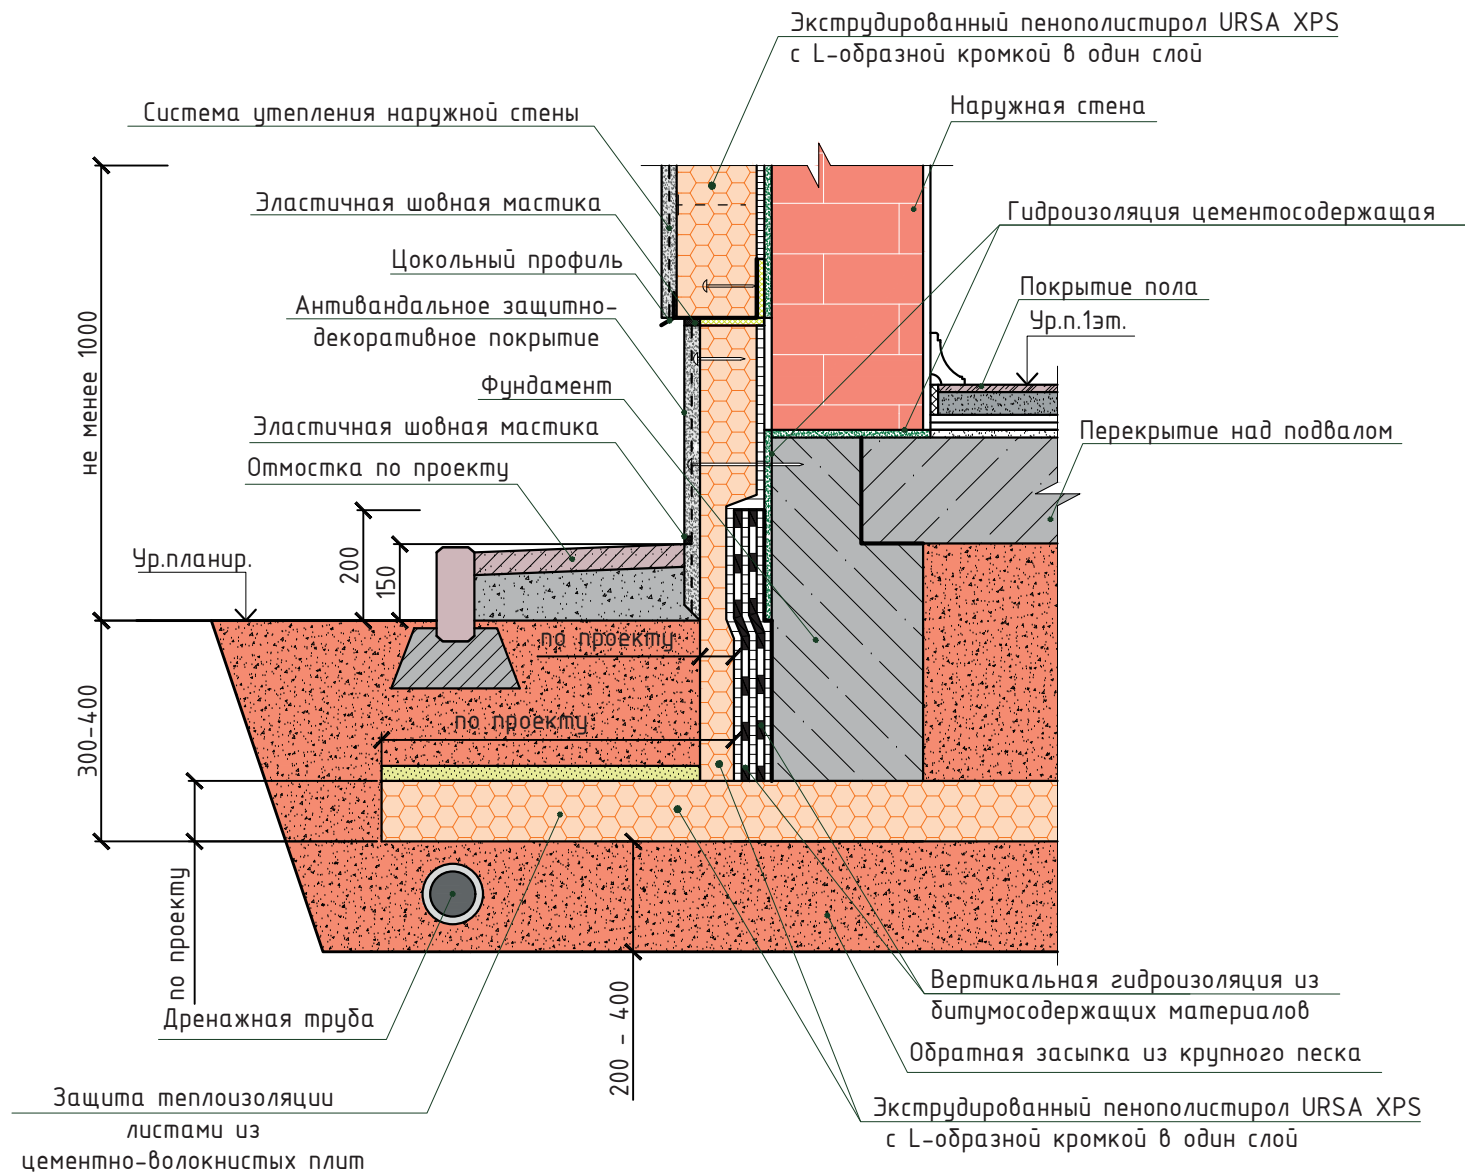 Экструдированный пенополистирол URSA XPS
с L-образной кромкой в один слой
Система утепления наружной стены
Наружная стена
Эластичная шовная мастика
Гидроизоляция цементосодержащая
Цокольный профиль
Покрытие пола
Антивандальное защитно-
декоративное покрытие
Ур.п.1эт.
Фундамент
Эластичная шовная мастика
Перекрытие над подвалом
Отмостка по проекту
не менее 1000
200
150
Ур.планир.
по проекту
300-400
по проекту
по проекту
200 - 400
Дренажная труба
Вертикальная гидроизоляция из
битумосодержащих материалов
Обратная засыпка из крупного песка
Защита теплоизоляции
листами из
цементно-волокнистых плит
Экструдированный пенополистирол URSA XPS
с L-образной кромкой в один слой